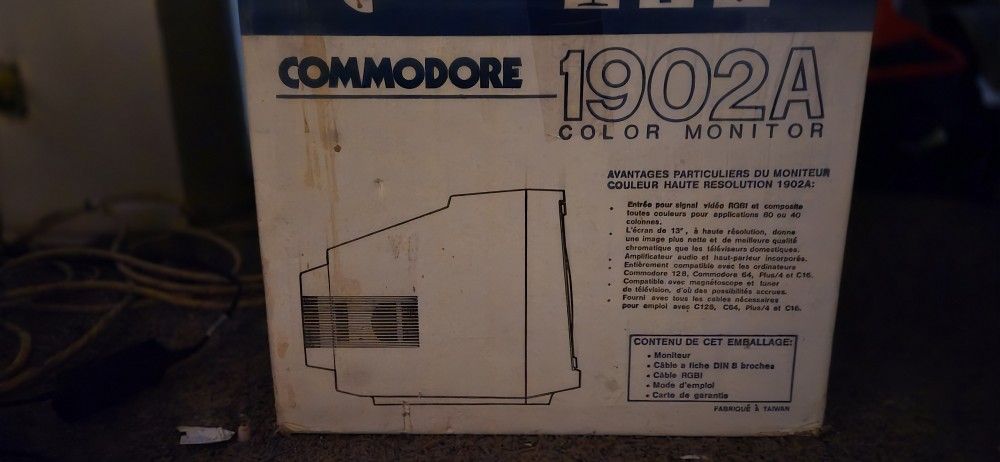 COMMODORE 1902A
COLOR MONITOR
AVANTAGES PARTICULIERS DU MONITEUR
COULEUR HAUTE RESOLUTION 1902A:
• Entrée pour signal vidéo RGBI et composite
toutes couleurs pour applications 80 ou 40
colonnes.
• L'écran de 13", à haute résolution, donne
une image plus nette et de meilleure qualité
chromatique que les téléviseurs domestiques.
• Amplificateur audio et haut-parleur incorporés.
• Entièrement compatible avec les ordinateurs
Commodore 128, Commodore 64, Plus/4 et C16.
• Compatible avec magnétoscope et tuner
de télévision, d'où des possibilités accrues.
• Fourni avec tous les cables nécessaires
pour emploi avec C128, C64, Plus/4 et C16.
CONTENU DE CET EMBALLAGE:
• Moniteur
• Câble a fiche DIN 8 broches
• Câble RGBI
• Mode d'emploi
• Carte de garantie
FABRIQUÉ À TAIWAN